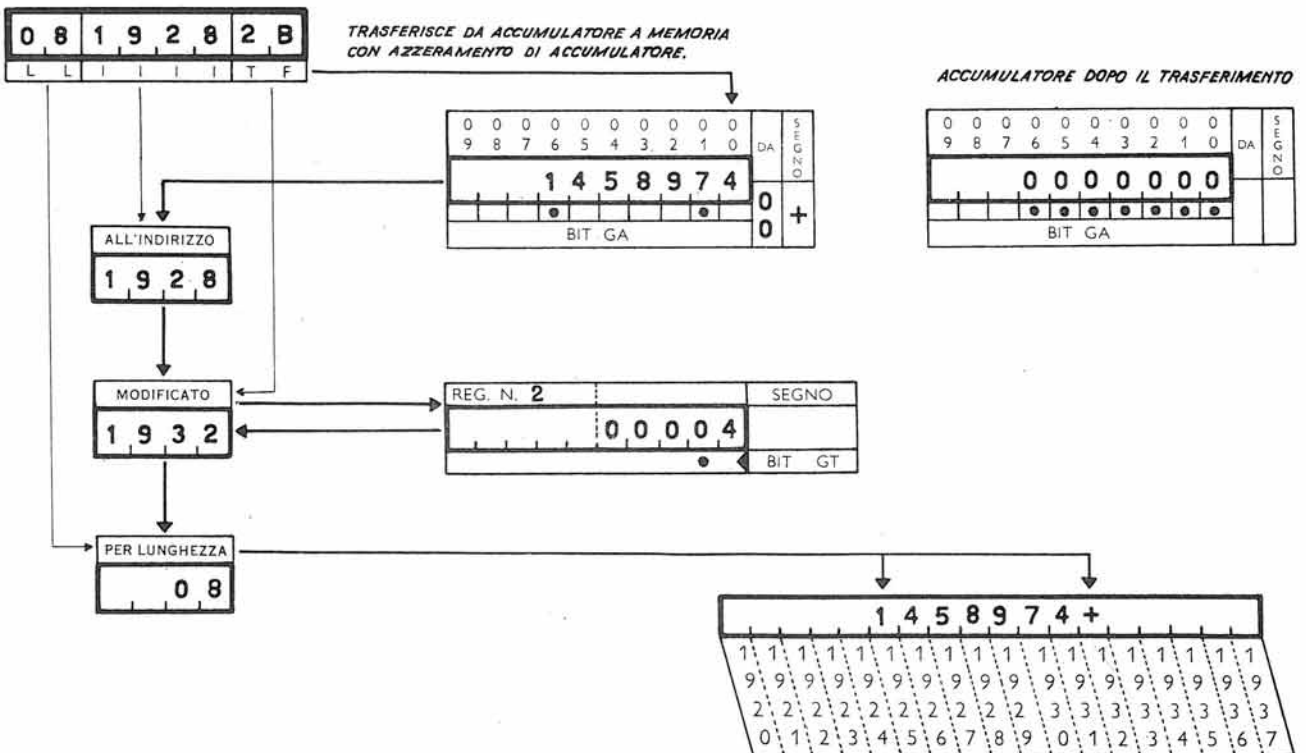 0 8 1 9 2 8 2 B
L L I I I I T F
TRASFERISCE DA ACCUMULATORE A MEMORIA
CON AZZERAMENTO DI ACCUMULATORE.
0 0 0 0 0 0 0 0 0 0
9 8 7 6 5 4 3 2 1 0 DA SEGNO
1 4 5 8 9 7 4 0 0 +
BIT GA
ACCUMULATORE DOPO IL TRASFERIMENTO
0 0 0 0 0 0 0 0 0 0
9 8 7 6 5 4 3 2 1 0 DA SEGNO
0 0 0 0 0 0 0
BIT GA
ALL'INDIRIZZO
1 9 2 8
MODIFICATO
1 9 3 2
REG. N. 2 SEGNO
0 0 0 0 4
BIT GT
PER LUNGHEZZA
0 8
1 4 5 8 9 7 4 +
1 1 1 1 1 1 1 1 1 1 1 1 1 1 1 1 1 1
9 9 9 9 9 9 9 9 9 9 9 9 9 9 9 9 9 9
2 2 2 2 2 2 2 2 2 2 3 3 3 3 3 3 3 3
0 1 2 3 4 5 6 7 8 9 0 1 2 3 4 5 6 7